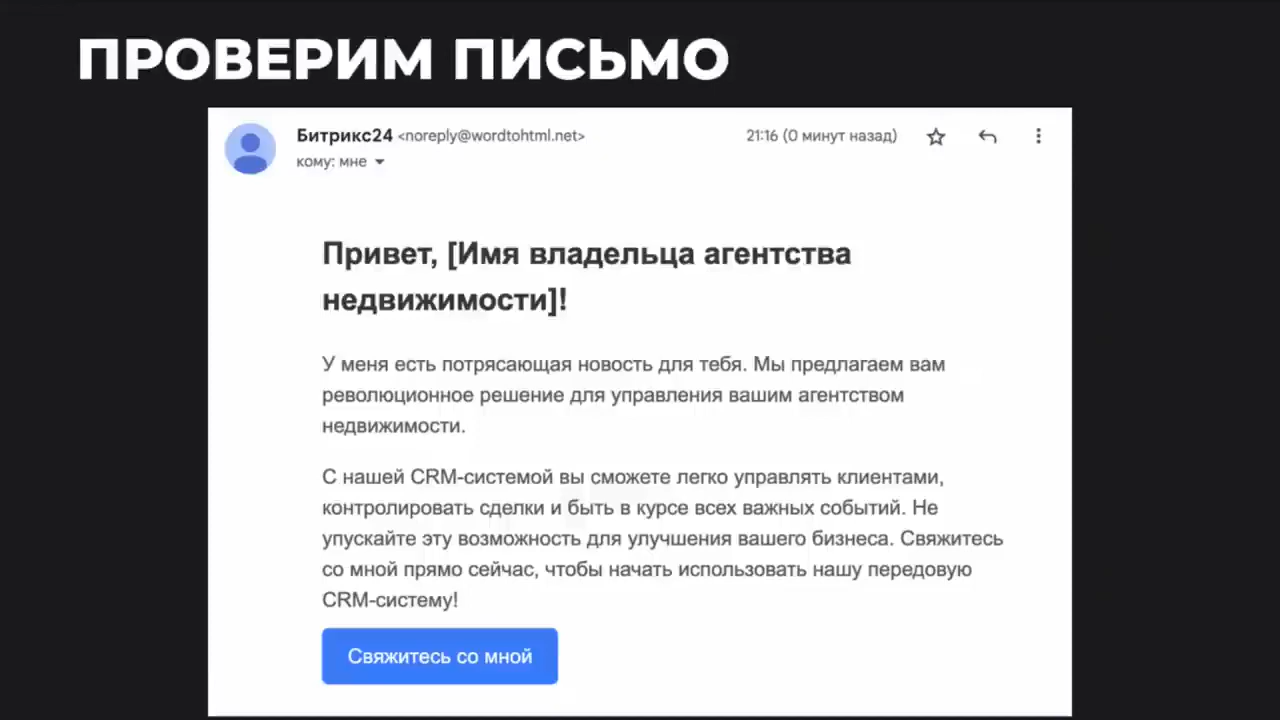 ПРОВЕРИМ ПИСЬМО
Битрикс24 <noreply@wordtohtml.net>
21:16 (0 минут назад)
кому: мне
Привет, [Имя владельца агентства
недвижимости]!
У меня есть потрясающая новость для тебя. Мы предлагаем вам
революционное решение для управления вашим агентством
недвижимости.
С нашей CRM-системой вы сможете легко управлять клиентами,
контролировать сделки и быть в курсе всех важных событий. Не
упускайте эту возможность для улучшения вашего бизнеса. Свяжитесь
со мной прямо сейчас, чтобы начать использовать нашу передовую
CRM-систему!
Свяжитесь со мной